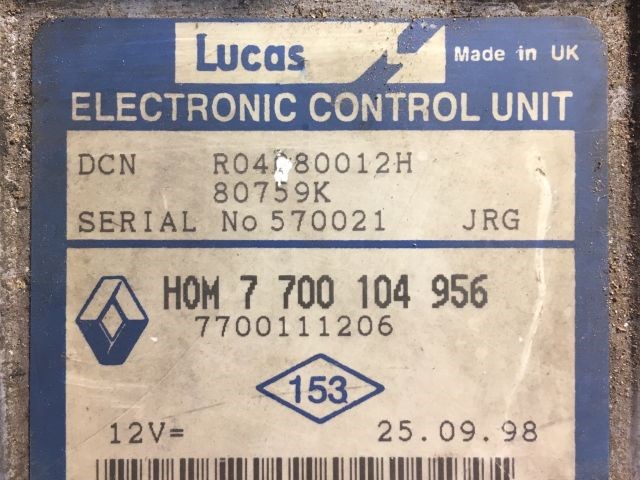 Lucas
Made in UK
ELECTRONIC CONTROL UNIT
DCN
80759K
SERIAL No 570021 JRG
HOM 7 700 104 956
7700111206
153
12V= 25.09.98